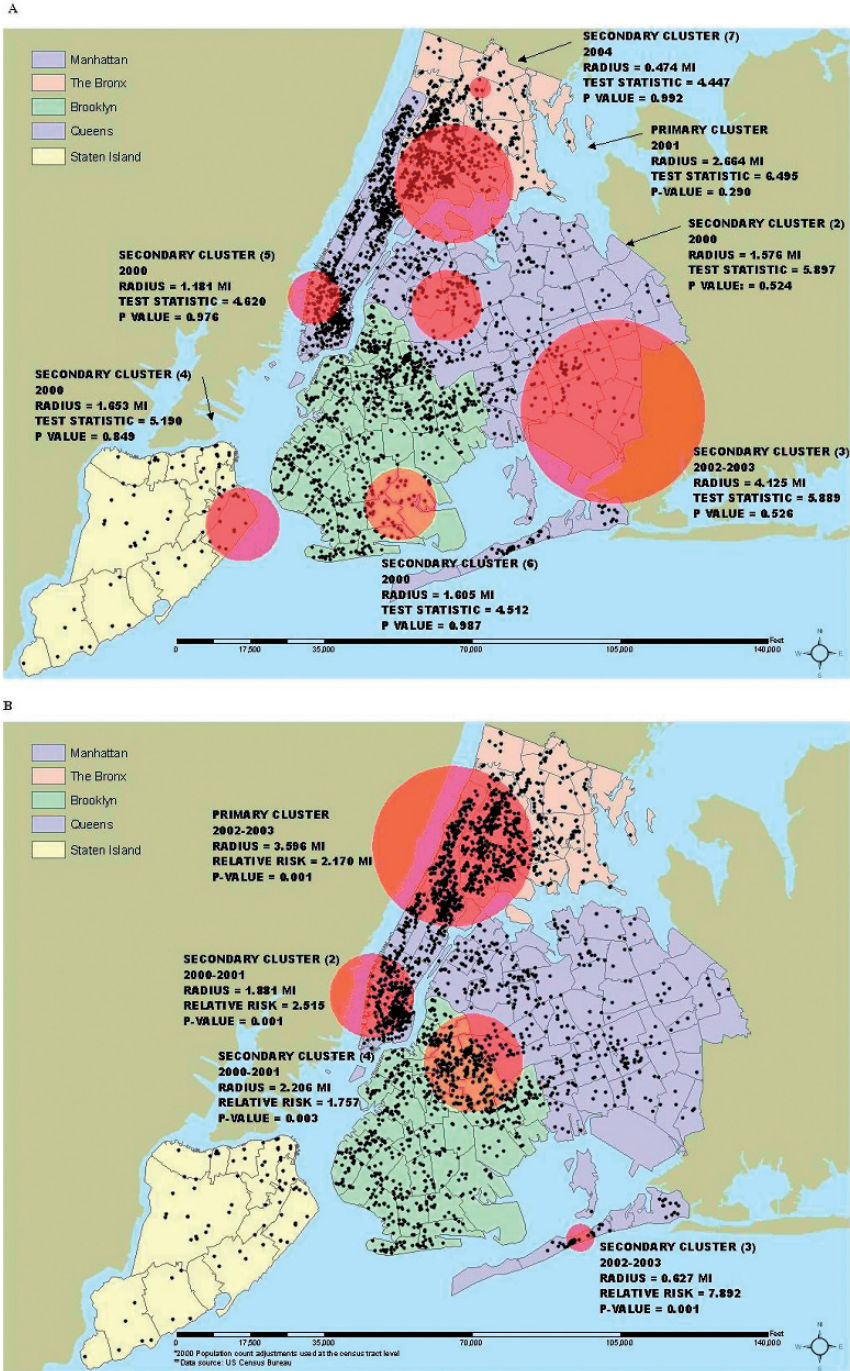 A
Manhattan
The Bronx
Brooklyn
Queens
Staten Island
SECONDARY CLUSTER (7)
2004
RADIUS = 0.474 MI
TEST STATISTIC = 4.447
P VALUE = 0.992
PRIMARY CLUSTER
2001
RADIUS = 2.664 MI
TEST STATISTIC = 6.495
P-VALUE = 0.290
SECONDARY CLUSTER (2)
2000
RADIUS = 1.576 MI
TEST STATISTIC = 5.897
P VALUE: = 0.524
SECONDARY CLUSTER (5)
2000
RADIUS = 1.181 MI
TEST STATISTIC = 4.620
P VALUE = 0.976
SECONDARY CLUSTER (4)
2000
RADIUS = 1.653 MI
TEST STATISTIC = 5.190
P VALUE = 0.849
SECONDARY CLUSTER (3)
2002-2003
RADIUS = 4.125 MI
TEST STATISTIC = 5.889
P VALUE = 0.526
SECONDARY CLUSTER (6)
2000
RADIUS = 1.605 MI
TEST STATISTIC = 4.512
P VALUE = 0.987
Feet
0 17,500 35,000 70,000 105,000 140,000
N
W E
S
B
Manhattan
The Bronx
Brooklyn
Queens
Staten Island
PRIMARY CLUSTER
2002-2003
RADIUS = 3.596 MI
RELATIVE RISK = 2.170 MI
P-VALUE = 0.001
SECONDARY CLUSTER (2)
2000-2001
RADIUS = 1.881 MI
RELATIVE RISK = 2.515
P-VALUE = 0.001
SECONDARY CLUSTER (4)
2000-2001
RADIUS = 2.206 MI
RELATIVE RISK = 1.757
P-VALUE = 0.003
SECONDARY CLUSTER (3)
2002-2003
RADIUS = 0.627 MI
RELATIVE RISK = 7.892
P-VALUE = 0.001
Feet
0 17,500 35,000 70,000 105,000 140,000
*2000 Population count adjustments used at the census tract level
** Data source: US Census Bureau
N
W E
S